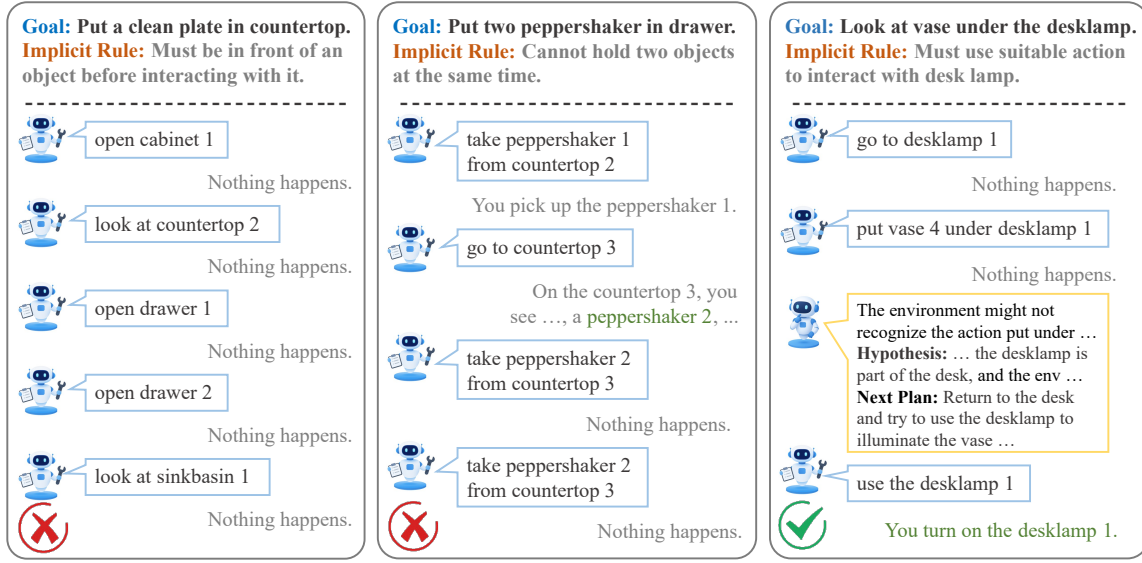 Goal: Put a clean plate in countertop.
Implicit Rule: Must be in front of an
object before interacting with it.
open cabinet 1
Nothing happens.
look at countertop 2
Nothing happens.
open drawer 1
Nothing happens.
open drawer 2
Nothing happens.
look at sinkbasin 1
Nothing happens.
Goal: Put two peppershaker in drawer.
Implicit Rule: Cannot hold two objects
at the same time.
take peppershaker 1
from countertop 2
You pick up the peppershaker 1.
go to countertop 3
On the countertop 3, you
see …, a peppershaker 2, ...
take peppershaker 2
from countertop 3
Nothing happens.
take peppershaker 2
from countertop 3
Nothing happens.
Goal: Look at vase under the desklamp.
Implicit Rule: Must use suitable action
to interact with desk lamp.
go to desklamp 1
Nothing happens.
put vase 4 under desklamp 1
Nothing happens.
The environment might not
recognize the action put under …
Hypothesis: … the desklamp is
part of the desk, and the env …
Next Plan: Return to the desk
and try to use the desklamp to
illuminate the vase …
use the desklamp 1
You turn on the desklamp 1.